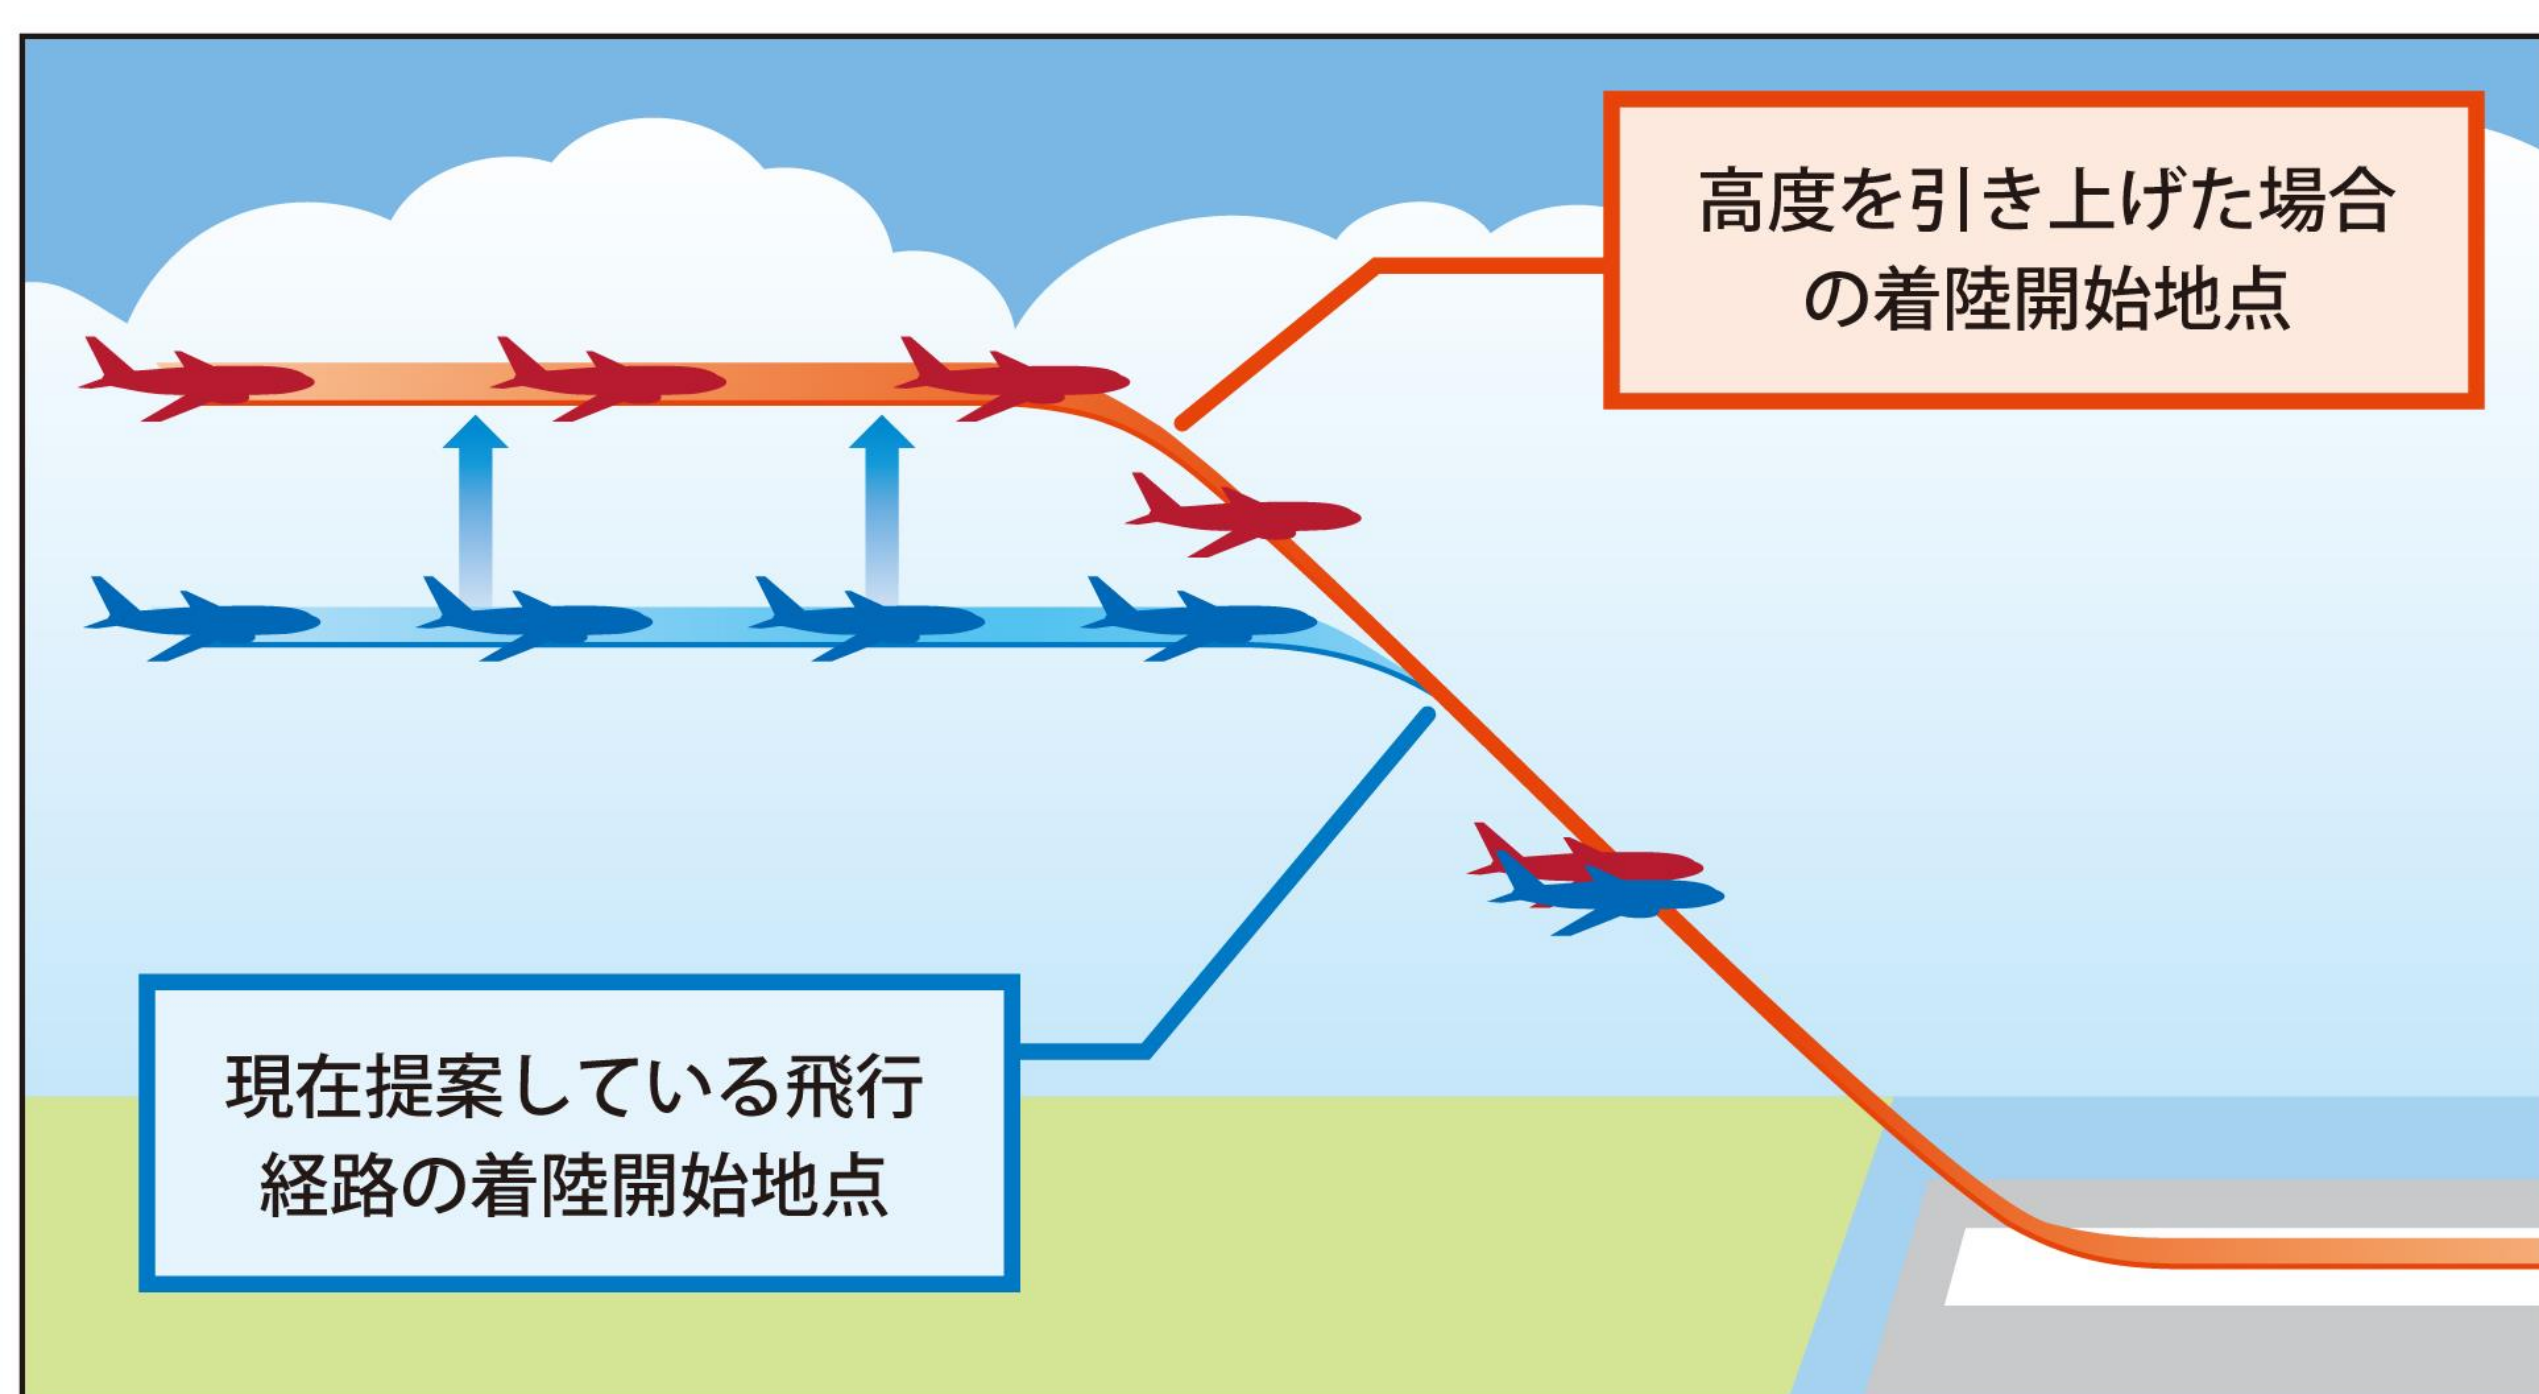 高度を引き上げた場合
の着陸開始地点
現在提案している飛行
経路の着陸開始地点